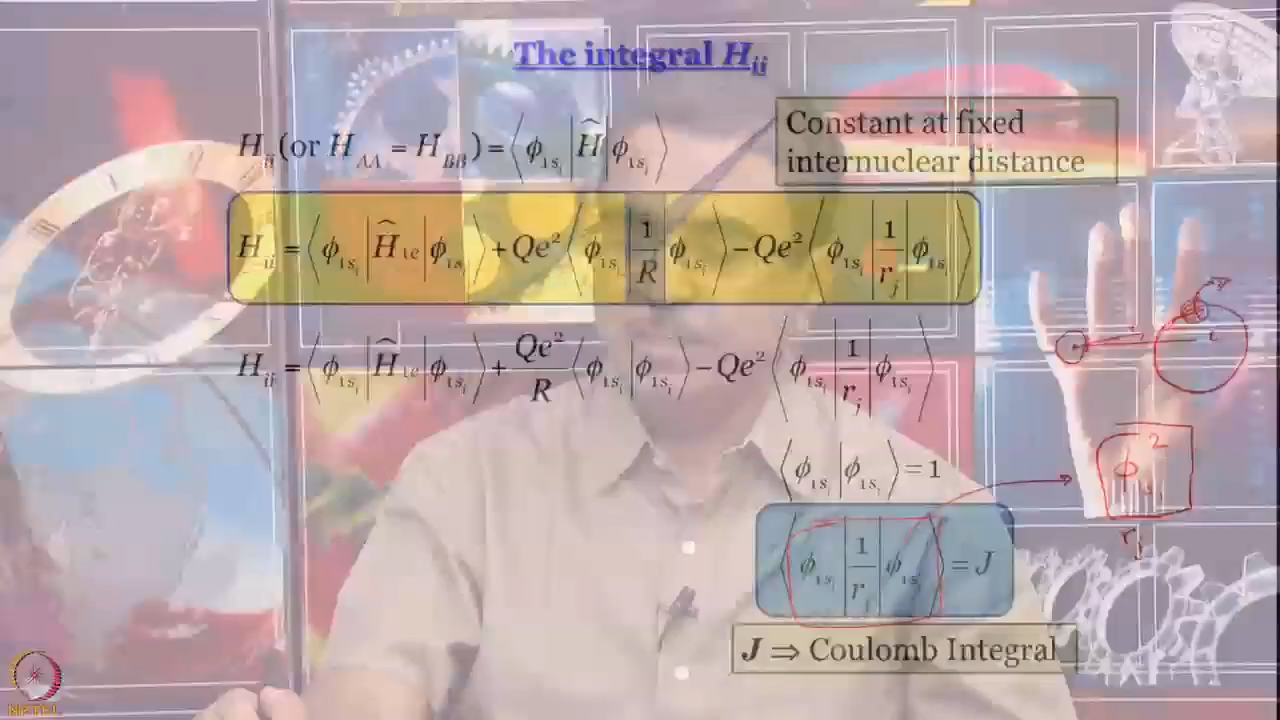 The integral H_ii
H_ii (or H_AA = H_BB) = ⟨ϕ_1s_i | Ĥ | ϕ_1s_i⟩
Constant at fixed
internuclear distance
H_ii = ⟨ϕ_1s_i | Ĥ_1e | ϕ_1s_i⟩ + Qe² ⟨ϕ_1s_i | 1/R | ϕ_1s_i⟩ − Qe² ⟨ϕ_1s_i | 1/r_j | ϕ_1s_i⟩
H_ii = ⟨ϕ_1s_i | Ĥ_1e | ϕ_1s_i⟩ + Qe²/R ⟨ϕ_1s_i | ϕ_1s_i⟩ − Qe² ⟨ϕ_1s_i | 1/r_j | ϕ_1s_i⟩
⟨ϕ_1s_i | ϕ_1s_i⟩ = 1
⟨ϕ_1s_i | 1/r_j | ϕ_1s_i⟩ = J
J ⇒ Coulomb Integral
NPTEL